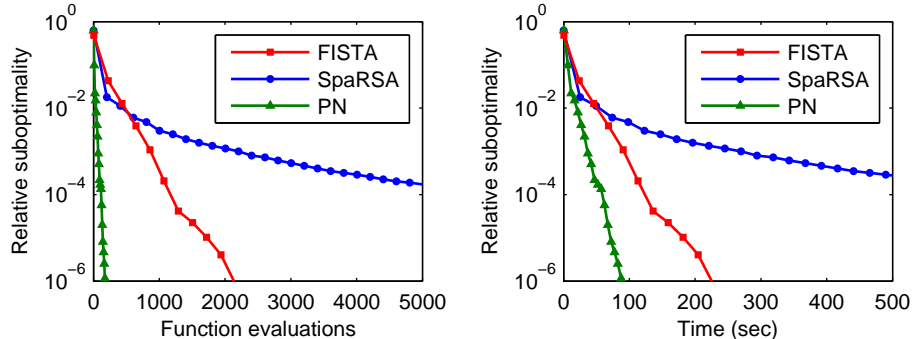 Relative suboptimality
10^0
10^-2
10^-4
10^-6
FISTA
SpaRSA
PN
0 1000 2000 3000 4000 5000
Function evaluations
Relative suboptimality
10^0
10^-2
10^-4
10^-6
FISTA
SpaRSA
PN
0 100 200 300 400 500
Time (sec)